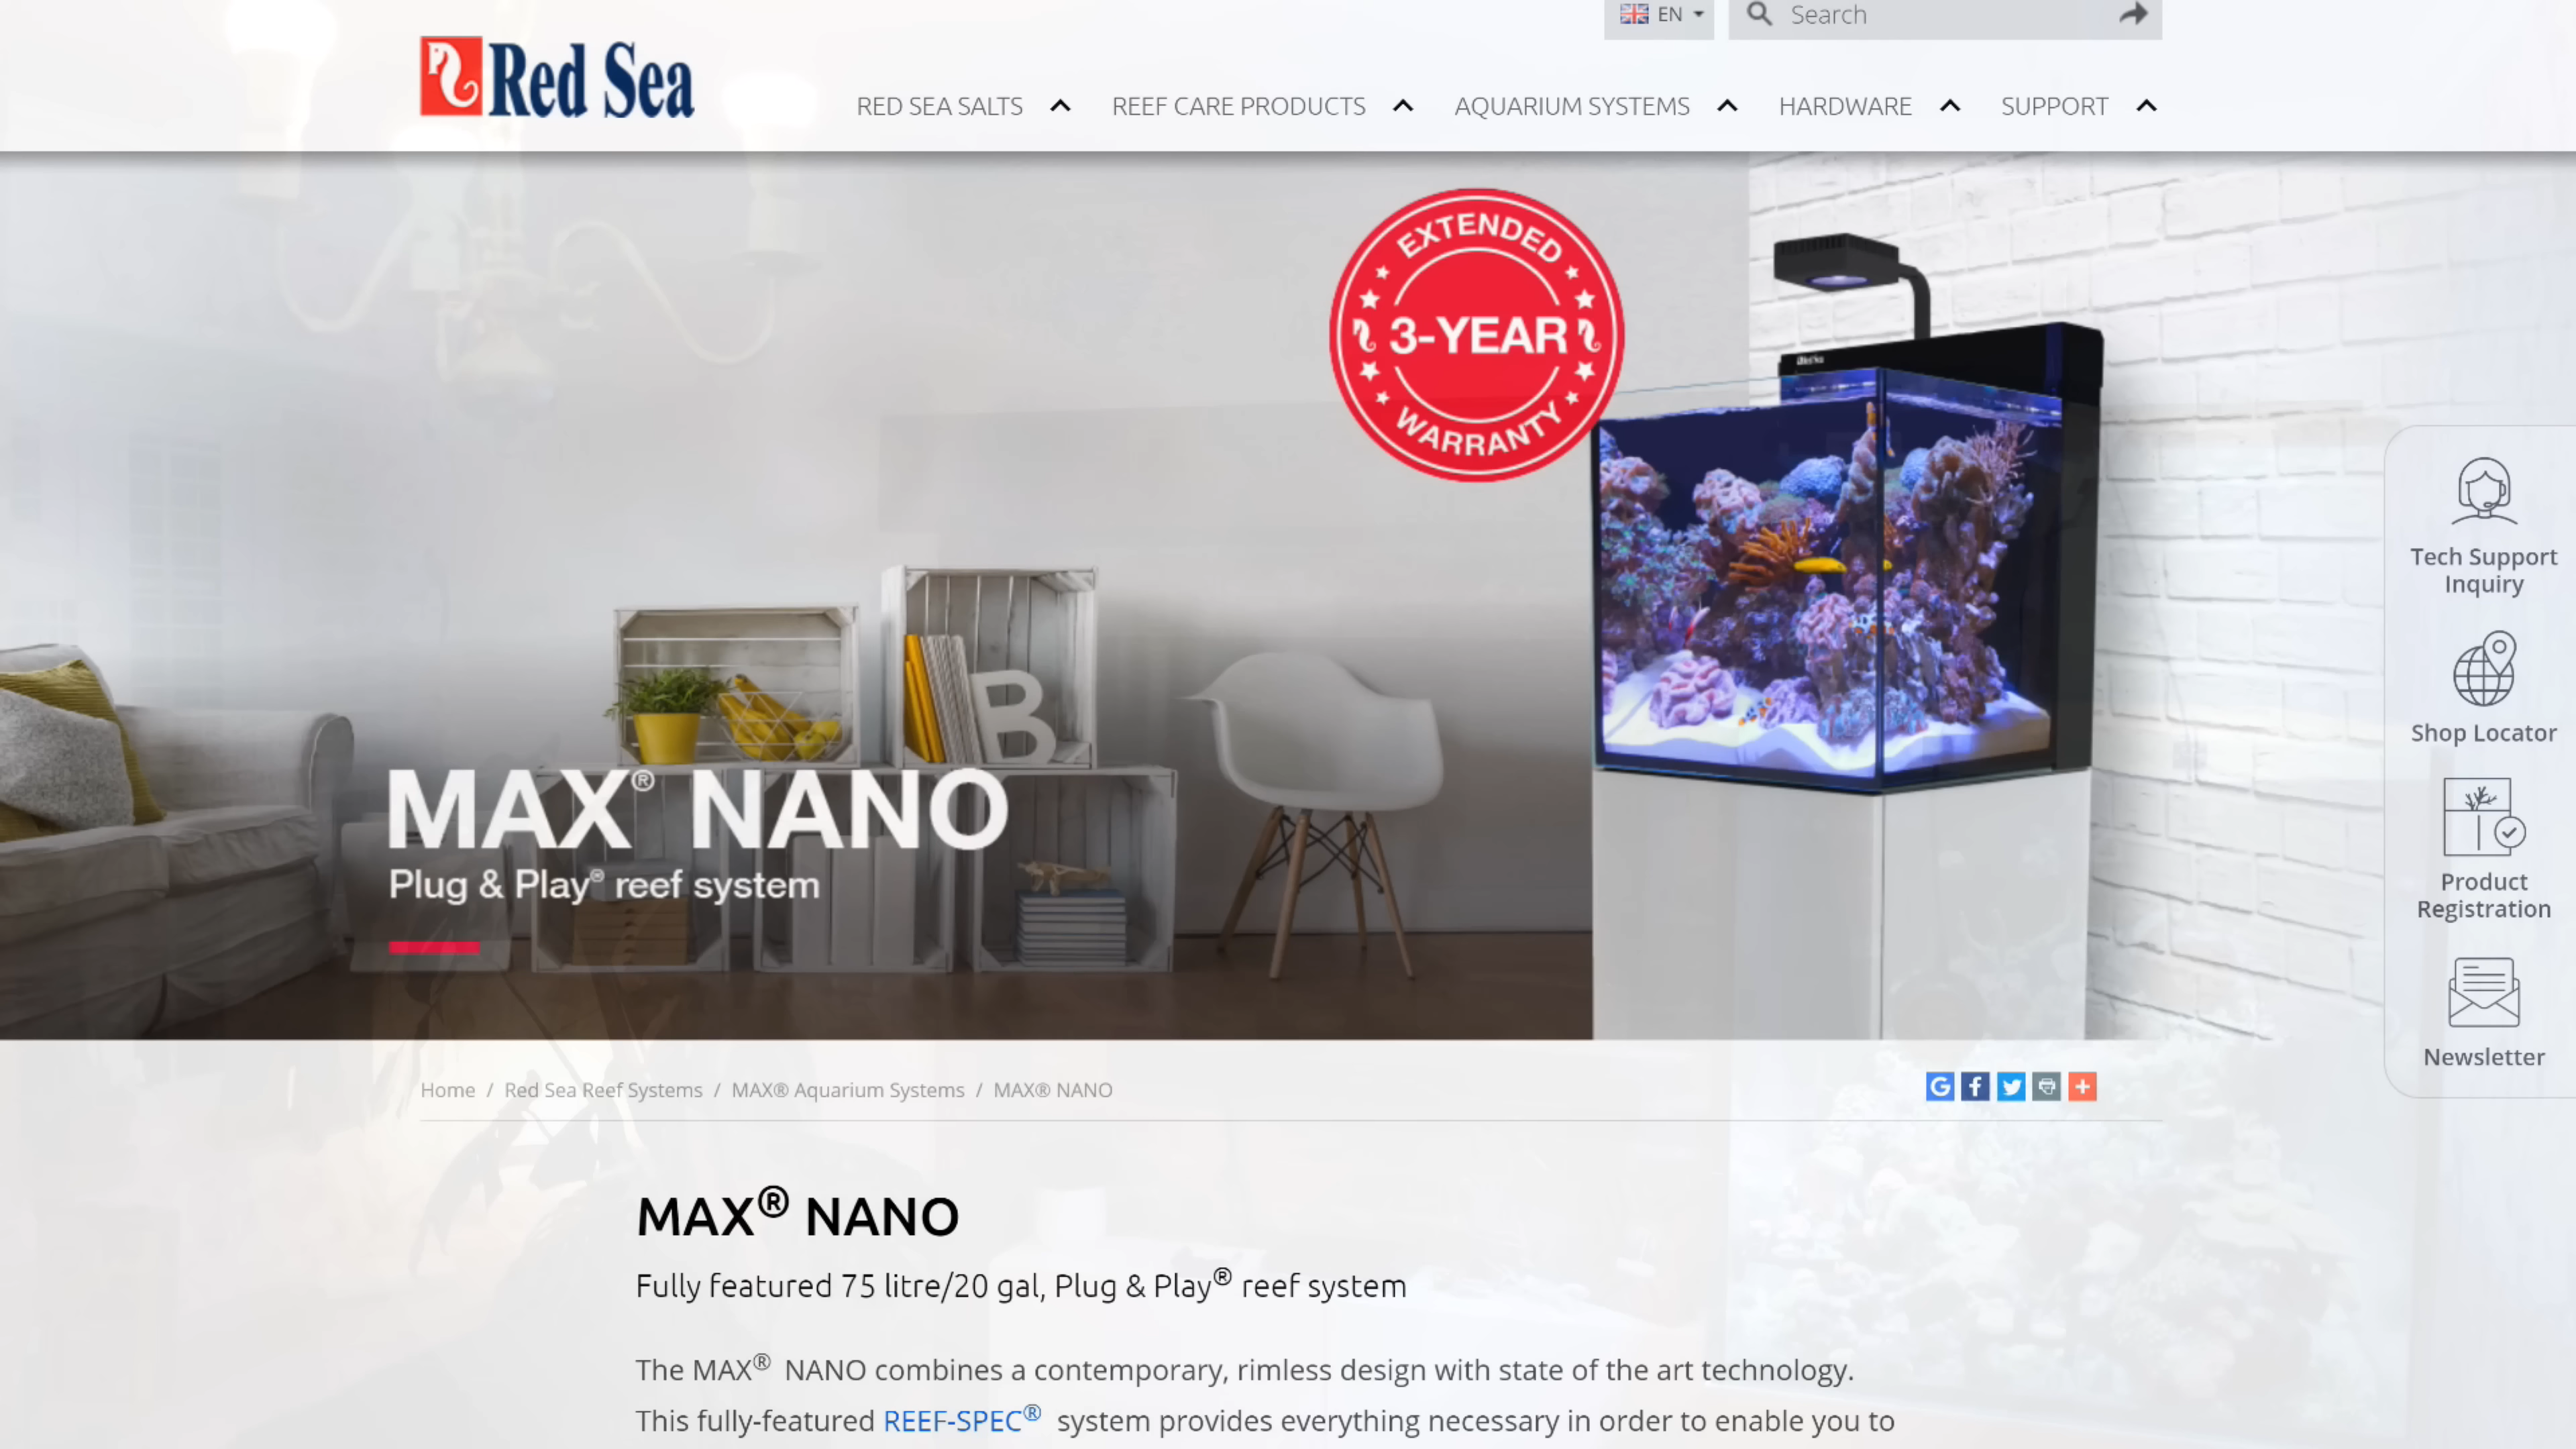 EN
Search
Red Sea
RED SEA SALTS
REEF CARE PRODUCTS
AQUARIUM SYSTEMS
HARDWARE
SUPPORT
EXTENDED
3-YEAR
WARRANTY
B
MAX® NANO
Plug & Play® reef system
Tech Support
Inquiry
Shop Locator
Product
Registration
Newsletter
Home / Red Sea Reef Systems / MAX® Aquarium Systems / MAX® NANO
MAX® NANO
Fully featured 75 litre/20 gal, Plug & Play® reef system
The MAX® NANO combines a contemporary, rimless design with state of the art technology.
This fully-featured REEF-SPEC® system provides everything necessary in order to enable you to